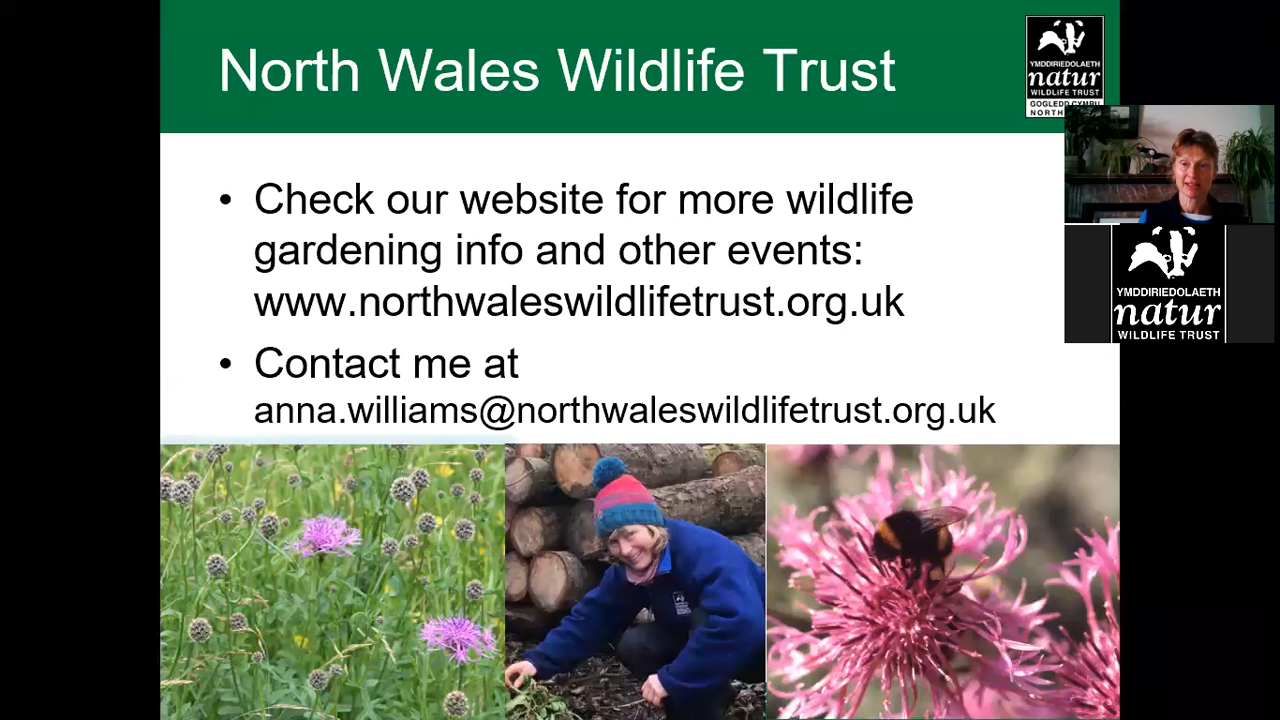 North Wales Wildlife Trust
YMDDIRIEDOLAETH
natur
WILDLIFE TRUST
GOGLEDD CYMRU
NORTH
• Check our website for more wildlife
gardening info and other events:
www.northwaleswildlifetrust.org.uk
• Contact me at
anna.williams@northwaleswildlifetrust.org.uk
YMDDIRIEDOLAETH
natur
WILDLIFE TRUST